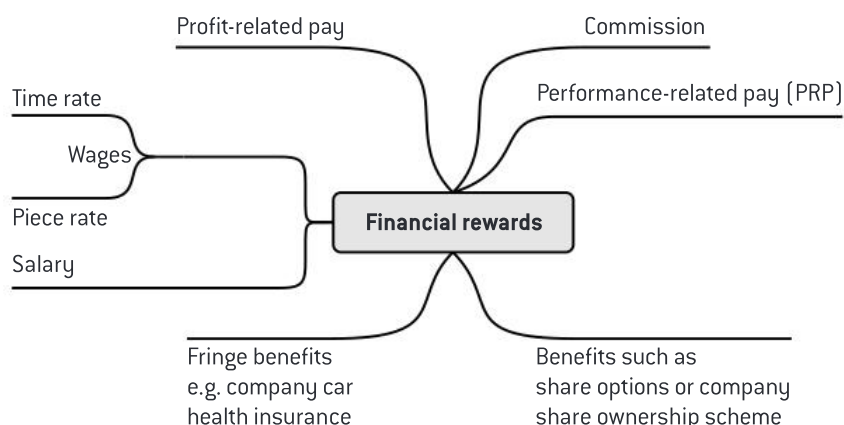 Profit-related pay
Commission
Performance-related pay (PRP)
Time rate
Wages
Piece rate
Salary
Financial rewards
Fringe benefits
e.g. company car
health insurance
Benefits such as
share options or company
share ownership scheme